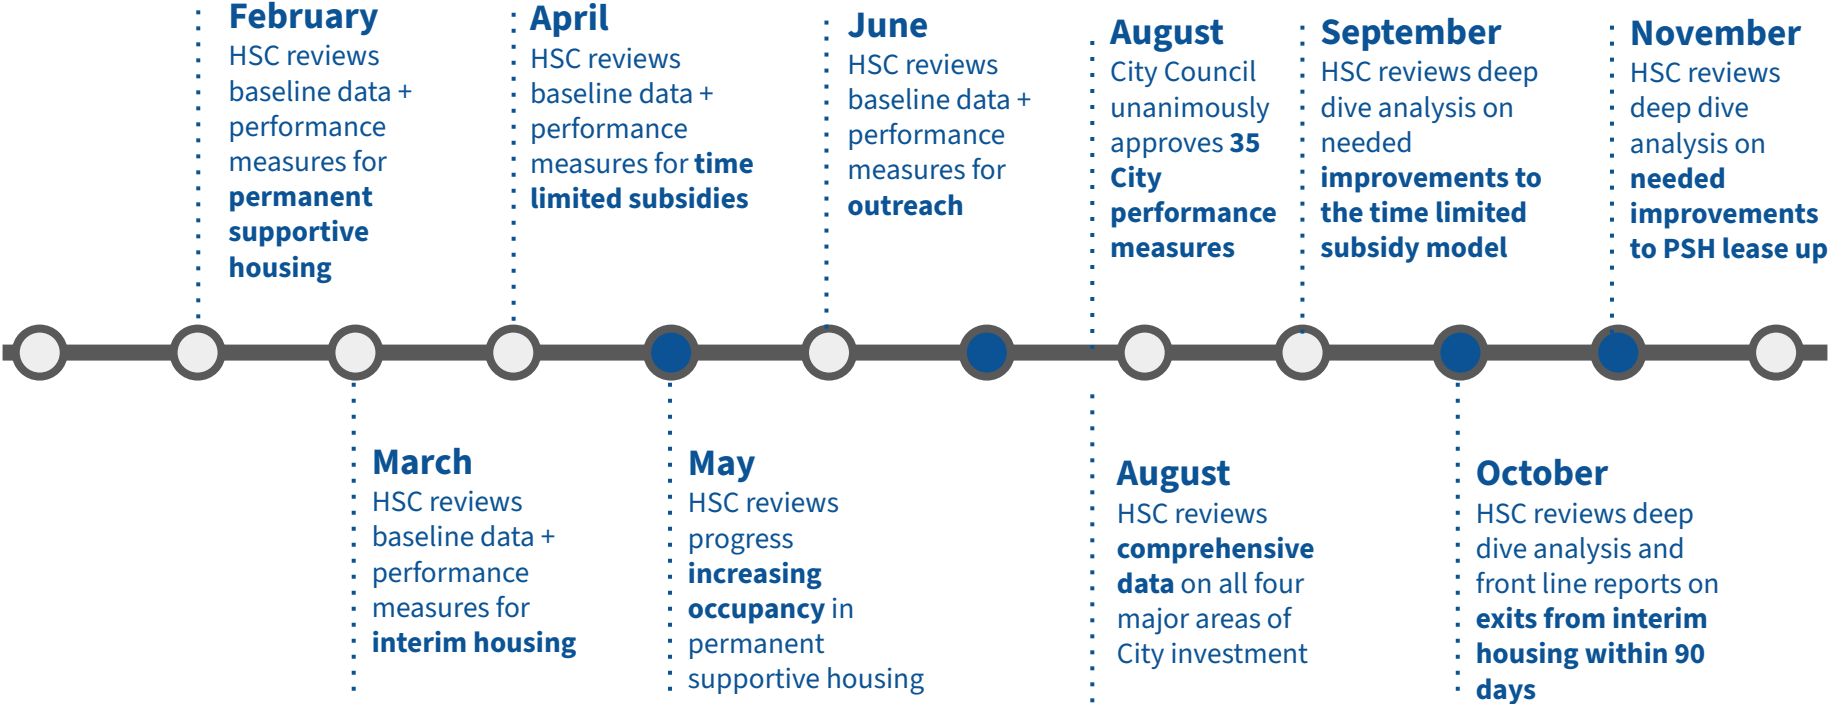 February
HSC reviews
baseline data +
performance
measures for
permanent
supportive
housing
April
HSC reviews
baseline data +
performance
measures for time
limited subsidies
June
HSC reviews
baseline data +
performance
measures for
outreach
August
City Council
unanimously
approves 35
City
performance
measures
September
HSC reviews deep
dive analysis on
needed
improvements to
the time limited
subsidy model
November
HSC reviews
deep dive
analysis on
needed
improvements
to PSH lease up
March
HSC reviews
baseline data +
performance
measures for
interim housing
May
HSC reviews
progress
increasing
occupancy in
permanent
supportive housing
August
HSC reviews
comprehensive
data on all four
major areas of
City investment
October
HSC reviews deep
dive analysis and
front line reports on
exits from interim
housing within 90
days